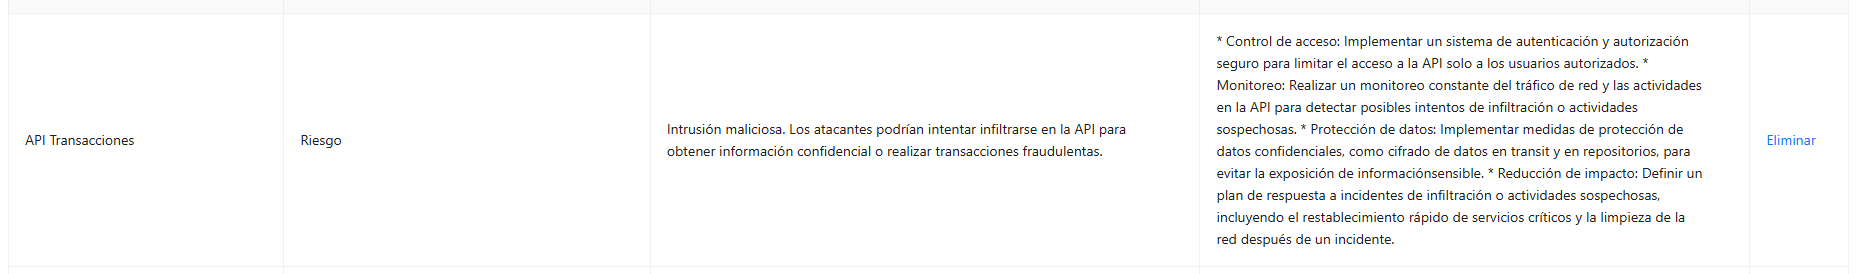 API Transacciones
Riesgo
Intrusión maliciosa. Los atacantes podrían intentar infiltrarse en la API para
obtener información confidencial o realizar transacciones fraudulentas.
* Control de acceso: Implementar un sistema de autenticación y autorización
seguro para limitar el acceso a la API solo a los usuarios autorizados. *
Monitoreo: Realizar un monitoreo constante del tráfico de red y las actividades
en la API para detectar posibles intentos de infiltración o actividades
sospechosas. * Protección de datos: Implementar medidas de protección de
datos confidenciales, como cifrado de datos en transit y en repositorios, para
evitar la exposición de informaciónsensible. * Reducción de impacto: Definir un
plan de respuesta a incidentes de infiltración o actividades sospechosas,
incluyendo el restablecimiento rápido de servicios críticos y la limpieza de la
red después de un incidente.
Eliminar